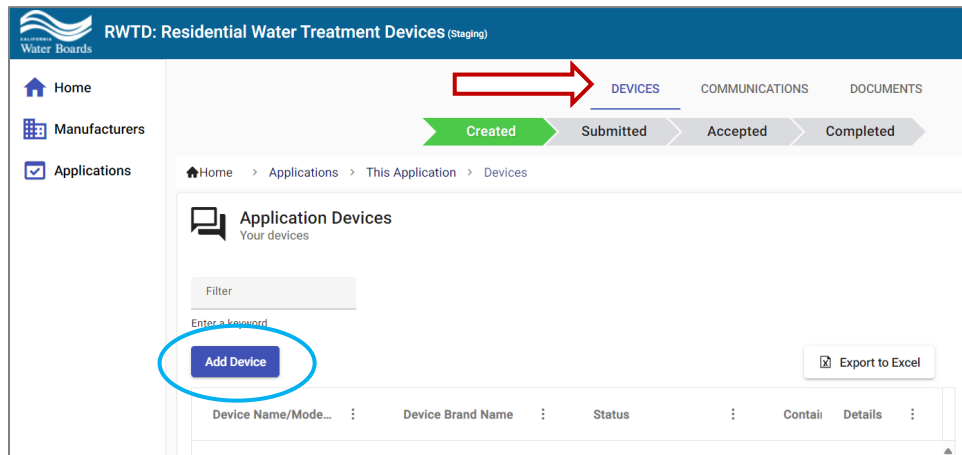 CALIFORNIA
Water Boards
RWTD: Residential Water Treatment Devices (Staging)
Home
Manufacturers
Applications
DEVICES COMMUNICATIONS DOCUMENTS
Created Submitted Accepted Completed
Home > Applications > This Application > Devices
Application Devices
Your devices
Filter
Enter a keyword
Add Device
Export to Excel
Device Name/Mode... Device Brand Name Status Contai Details